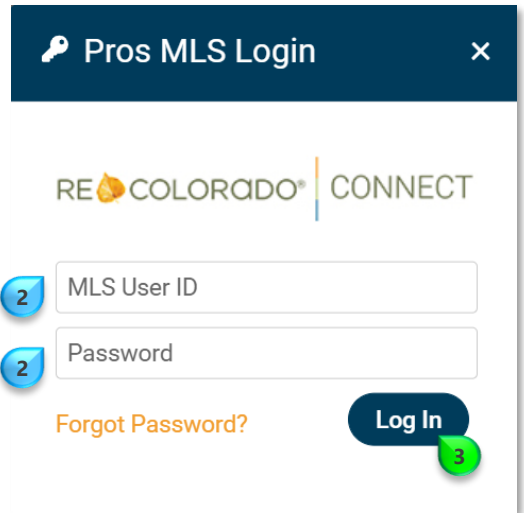 Pros MLS Login ×
RE COLORADO® CONNECT
2 MLS User ID
2 Password
Forgot Password? Log In
3